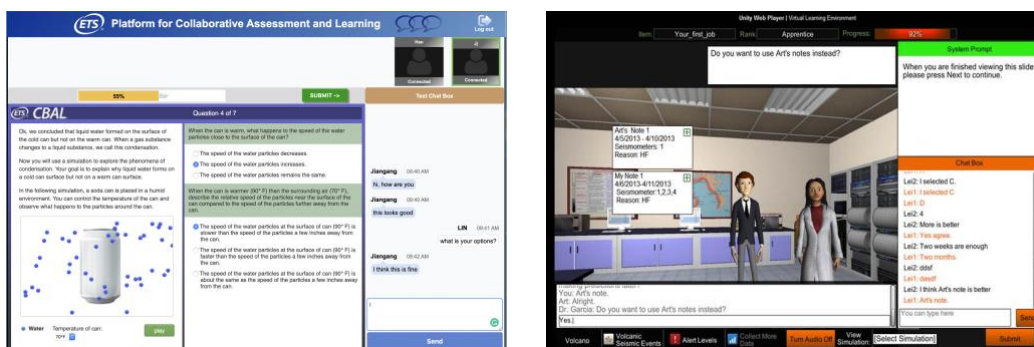 ETS Platform for Collaborative Assessment and Learning
Log out
Connected
Connected
55%
SUBMIT→
Text Chat Box
ETS CBAL
Question 4 of 7
Ok, we concluded that liquid water formed on the surface of
the cold can but not on the warm can. When a gas substance
changes to a liquid substance, we call this condensation.
Now you will use a simulation to explore the phenomena of
condensation. Your goal is to explain why liquid water forms on
a cold can surface but not on a warm can surface.
In the following simulation, a soda can is placed in a humid
environment. You can control the temperature of the can and
observe what happens to the particles around the can.
Water
Temperature of can:
70°F
play
When the can is warm, what happens to the speed of the water
particles close to the surface of the can?
The speed of the water particles decreases.
The speed of the water particles increases.
The speed of the water particles remains the same.
When the can is warmer (90° F) than the surrounding air (70° F),
describe the relative speed of the particles near the surface of the
can compared to the speed of the particles further away from the
can.
The speed of the water particles at the surface of can (90° F) is
slower than the speed of the particles a few inches away from
the can.
The speed of the water particles at the surface of can (90° F) is
faster than the speed of the particles a few inches away from
the can.
The speed of the water particles at the surface of can (90° F) is
about the same as the speed of the particles a few inches away
from the can.
Jiangang 09:40 AM
hi, how are you
Jiangang 09:40 AM
this looks good
LIN 09:41 AM
what is your options?
Jiangang 09:42 AM
I think this is fine
Send
Unity Web Player | Virtual Learning Environment
Item: Your_first_job Rank: Apprentice Progress: 92%
Do you want to use Art's notes instead?
System Prompt
When you are finished viewing this slide,
please press Next to continue.
Art's Note 1
4/5/2013 - 4/10/2013
Seismometers: 1
Reason: HF
My Note 1
4/6/2013-4/11/2013
Seismometer:1,2,3,4
Reason: HF
Chat Box
Lei2: I selected C.
Lei1: I selected C
Lei1: D
Lei2: 4
Lei2: More is better
Lei1: Yes agree
Lei2: Two weeks are enough
Lei1: Two months
Lei2: ddsf
Lei1: dasdf
Lei2: I think Art's note is better
Lei1: Art's note.
You can type here
Send
You: Art's note.
Art: Alright.
Dr. Garcia: Do you want to use Art's notes instead?
Yes.
Volcano
Volcanic
Seismic Events
Alert Levels
Collect More
Data
Turn Audio Off
View
Simulation:
[Select Simulation]
Submit